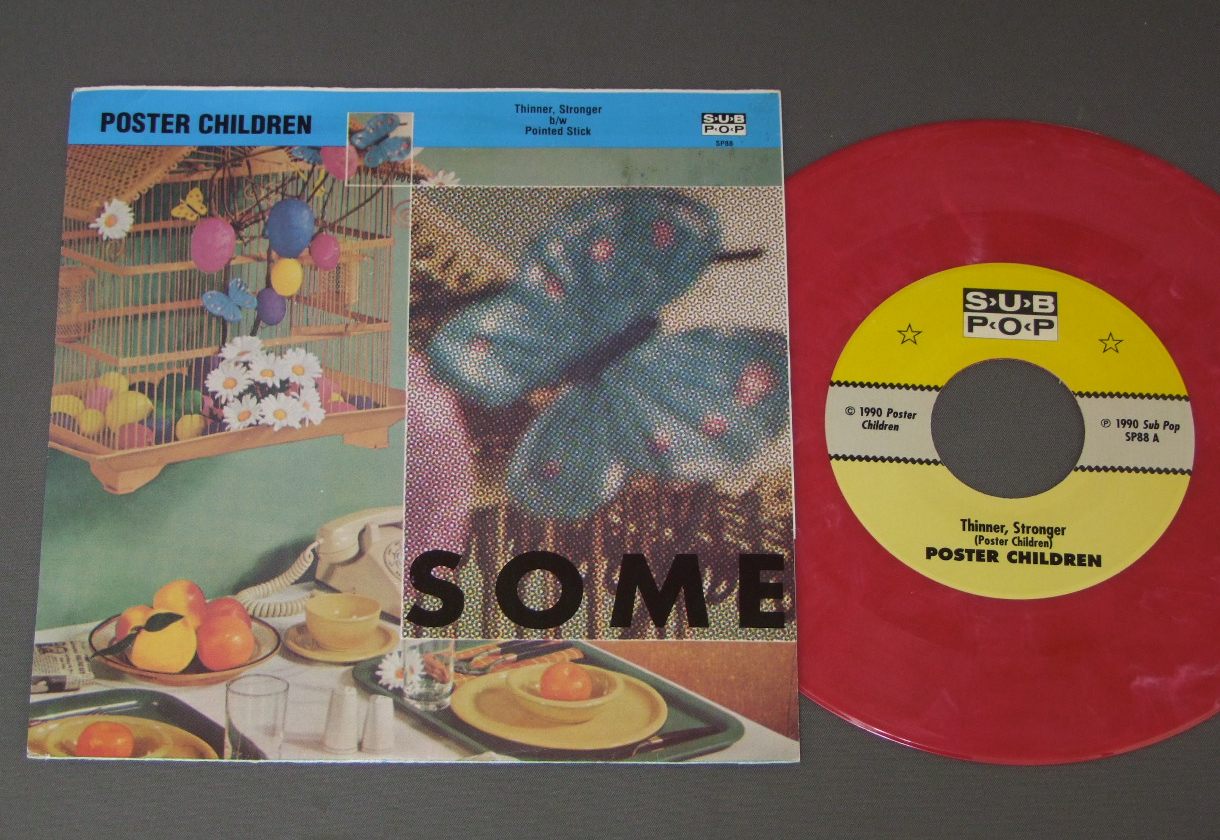 POSTER CHILDREN
Thinner, Stronger
b/w
Pointed Stick
S›U›B
P‹O‹P
SP88
SOME
S›U›B
P‹O‹P
© 1990 Poster
Children
℗ 1990 Sub Pop
SP88 A
Thinner, Stronger
(Poster Children)
POSTER CHILDREN